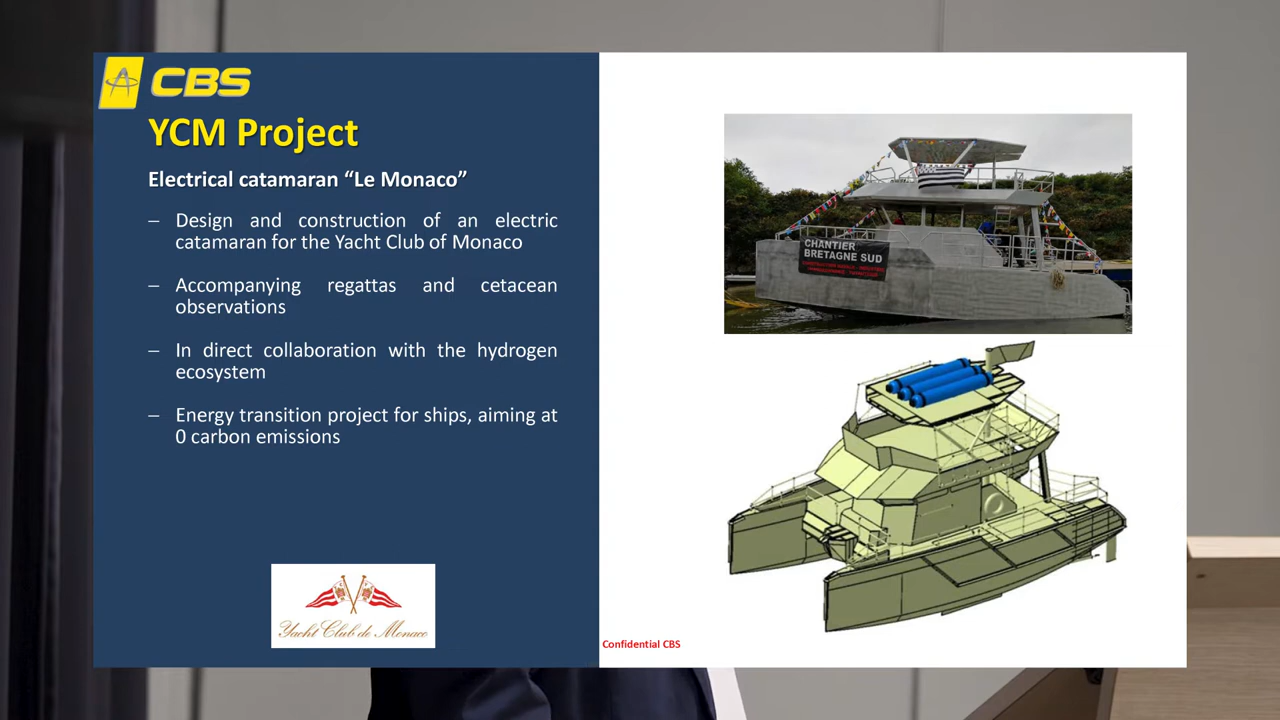 CBS
YCM Project
Electrical catamaran “Le Monaco”
– Design and construction of an electric
catamaran for the Yacht Club of Monaco
– Accompanying regattas and cetacean
observations
– In direct collaboration with the hydrogen
ecosystem
– Energy transition project for ships, aiming at
0 carbon emissions
Yacht Club de Monaco
CHANTIER
BRETAGNE SUD
Confidential CBS